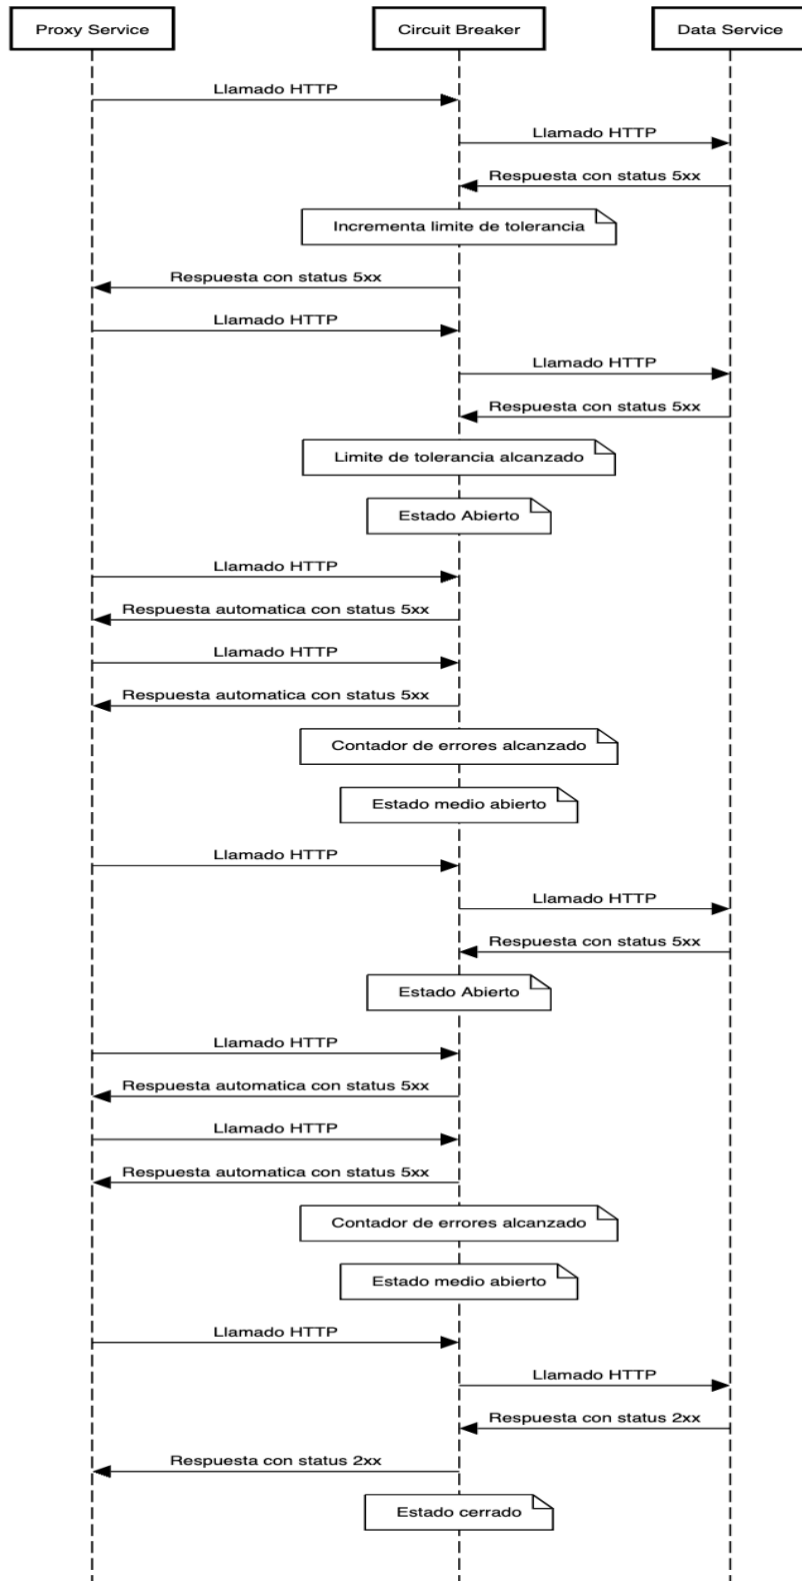 Proxy Service
Circuit Breaker
Data Service
Llamado HTTP
Llamado HTTP
Respuesta con status 5xx
Incrementa limite de tolerancia
Respuesta con status 5xx
Llamado HTTP
Llamado HTTP
Respuesta con status 5xx
Limite de tolerancia alcanzado
Estado Abierto
Llamado HTTP
Respuesta automatica con status 5xx
Llamado HTTP
Respuesta automatica con status 5xx
Contador de errores alcanzado
Estado medio abierto
Llamado HTTP
Llamado HTTP
Respuesta con status 5xx
Estado Abierto
Llamado HTTP
Respuesta automatica con status 5xx
Llamado HTTP
Respuesta automatica con status 5xx
Contador de errores alcanzado
Estado medio abierto
Llamado HTTP
Llamado HTTP
Respuesta con status 2xx
Respuesta con status 2xx
Estado cerrado